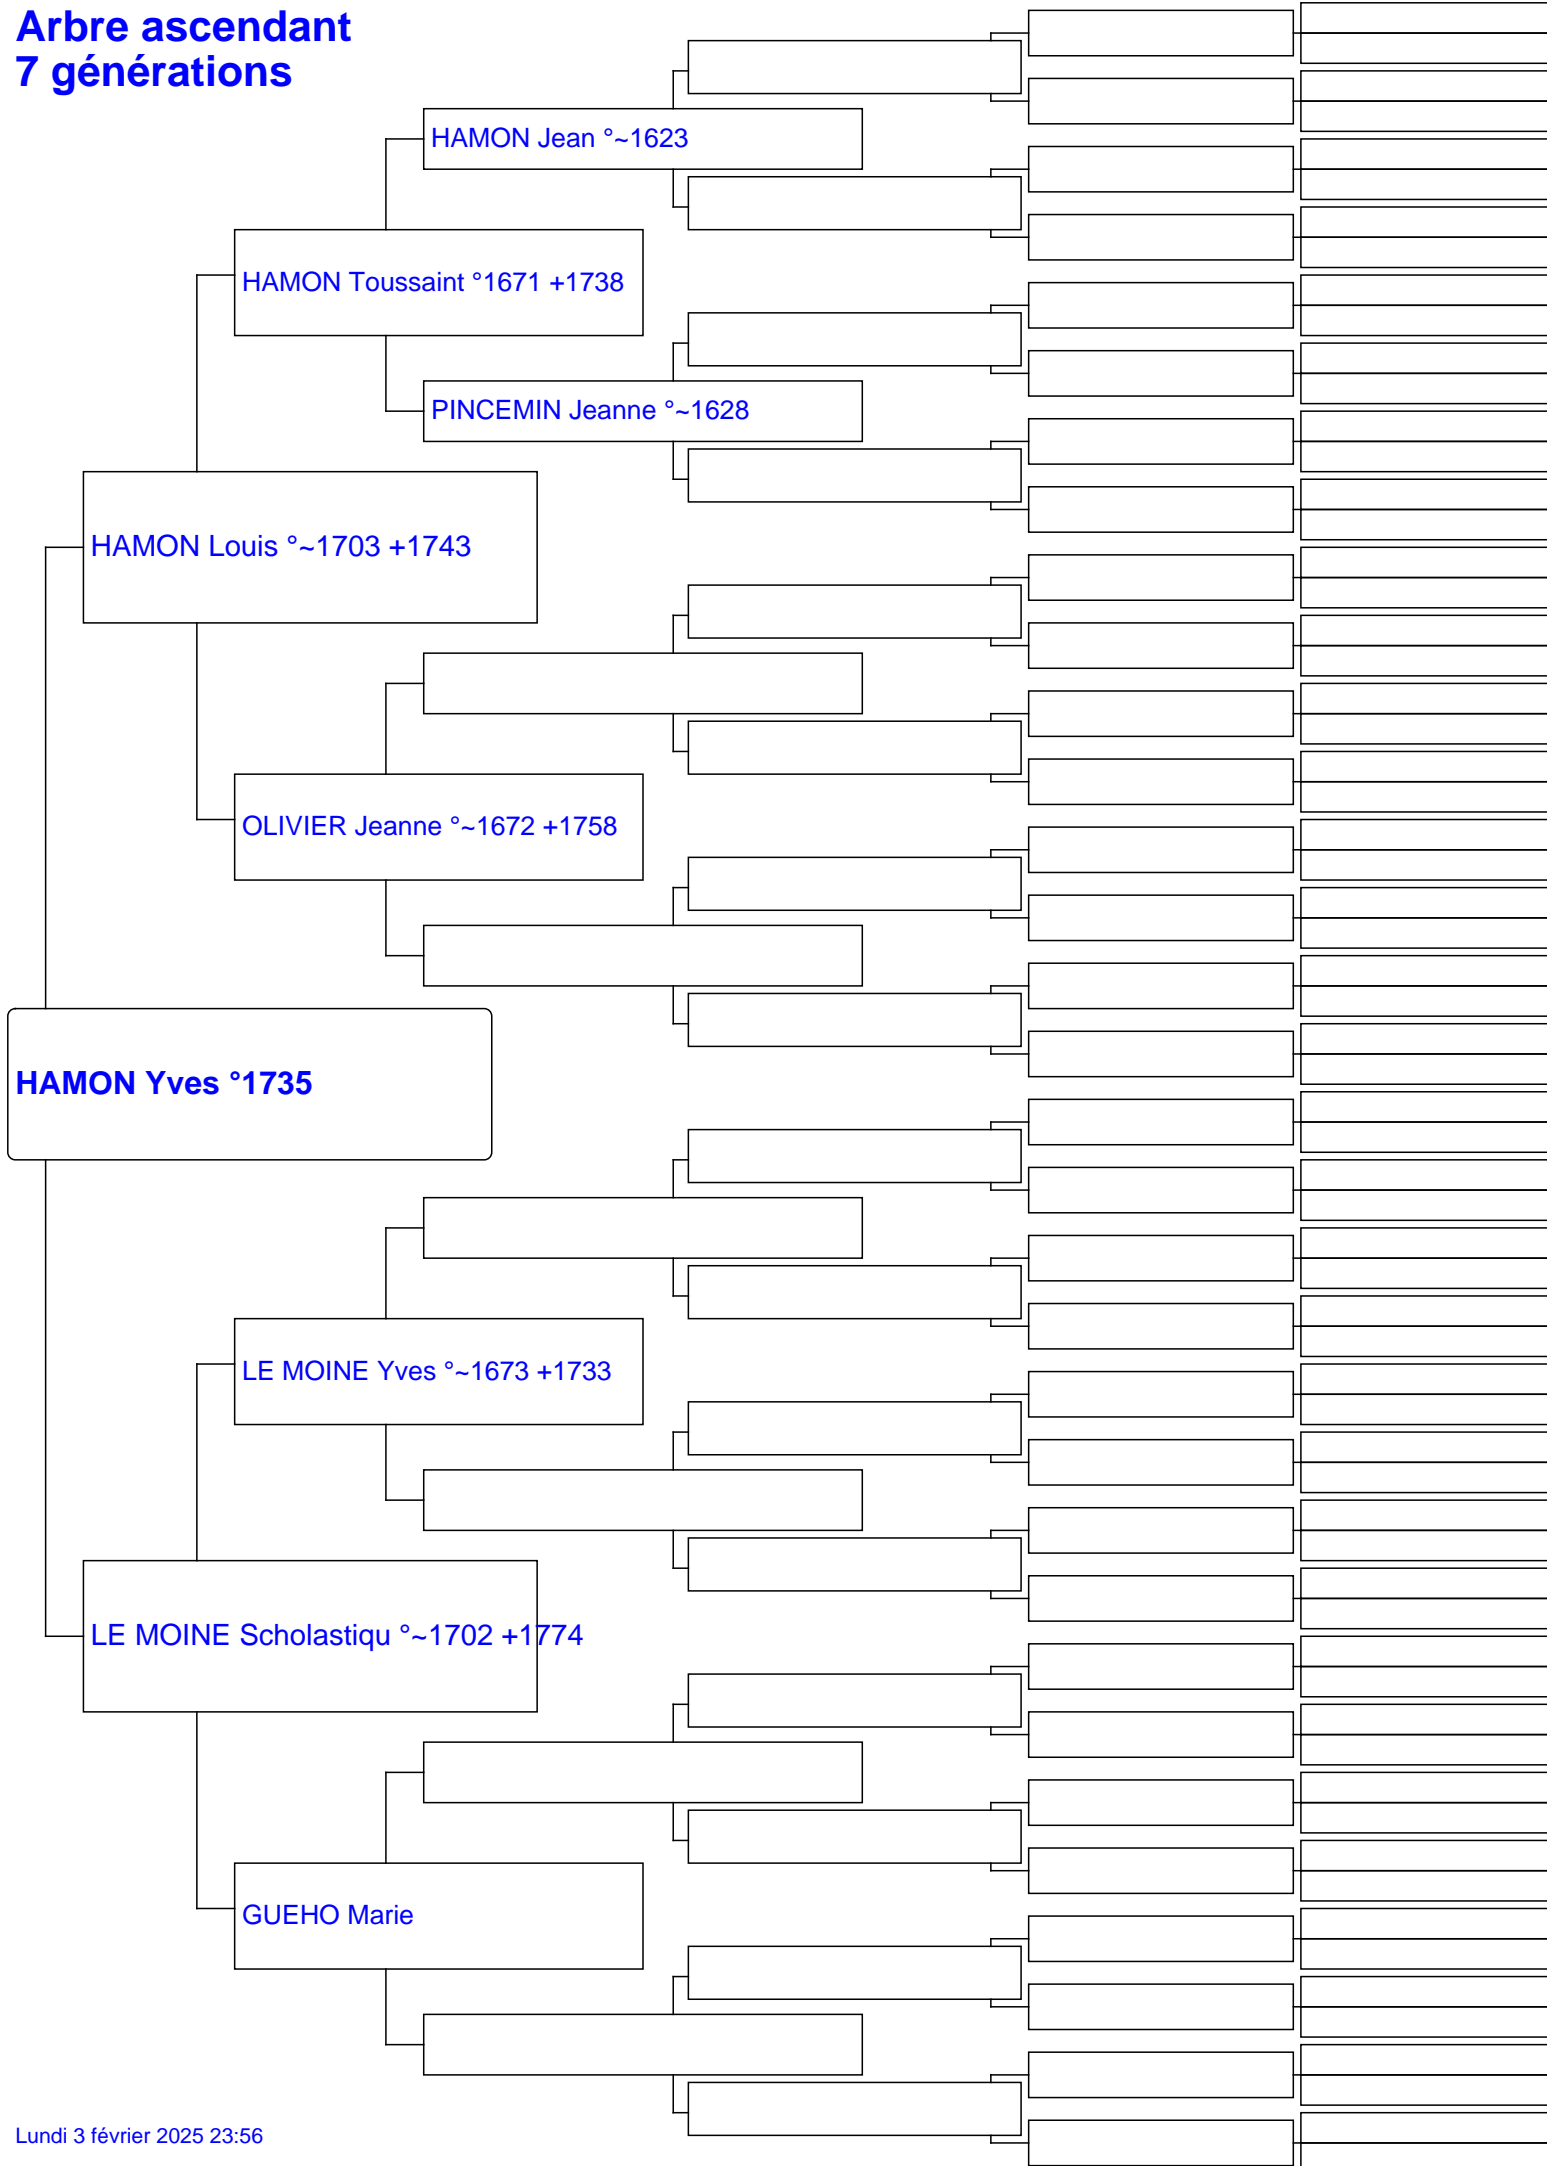 Arbre ascendant
7 générations
HAMON Jean °~1623
HAMON Toussaint °1671 +1738
PINCEMIN Jeanne °~1628
HAMON Louis °~1703 +1743
OLIVIER Jeanne °~1672 +1758
HAMON Yves °1735
LE MOINE Yves °~1673 +1733
LE MOINE Scholastiqu °~1702 +1774
GUEHO Marie
Lundi 3 février 2025 23:56